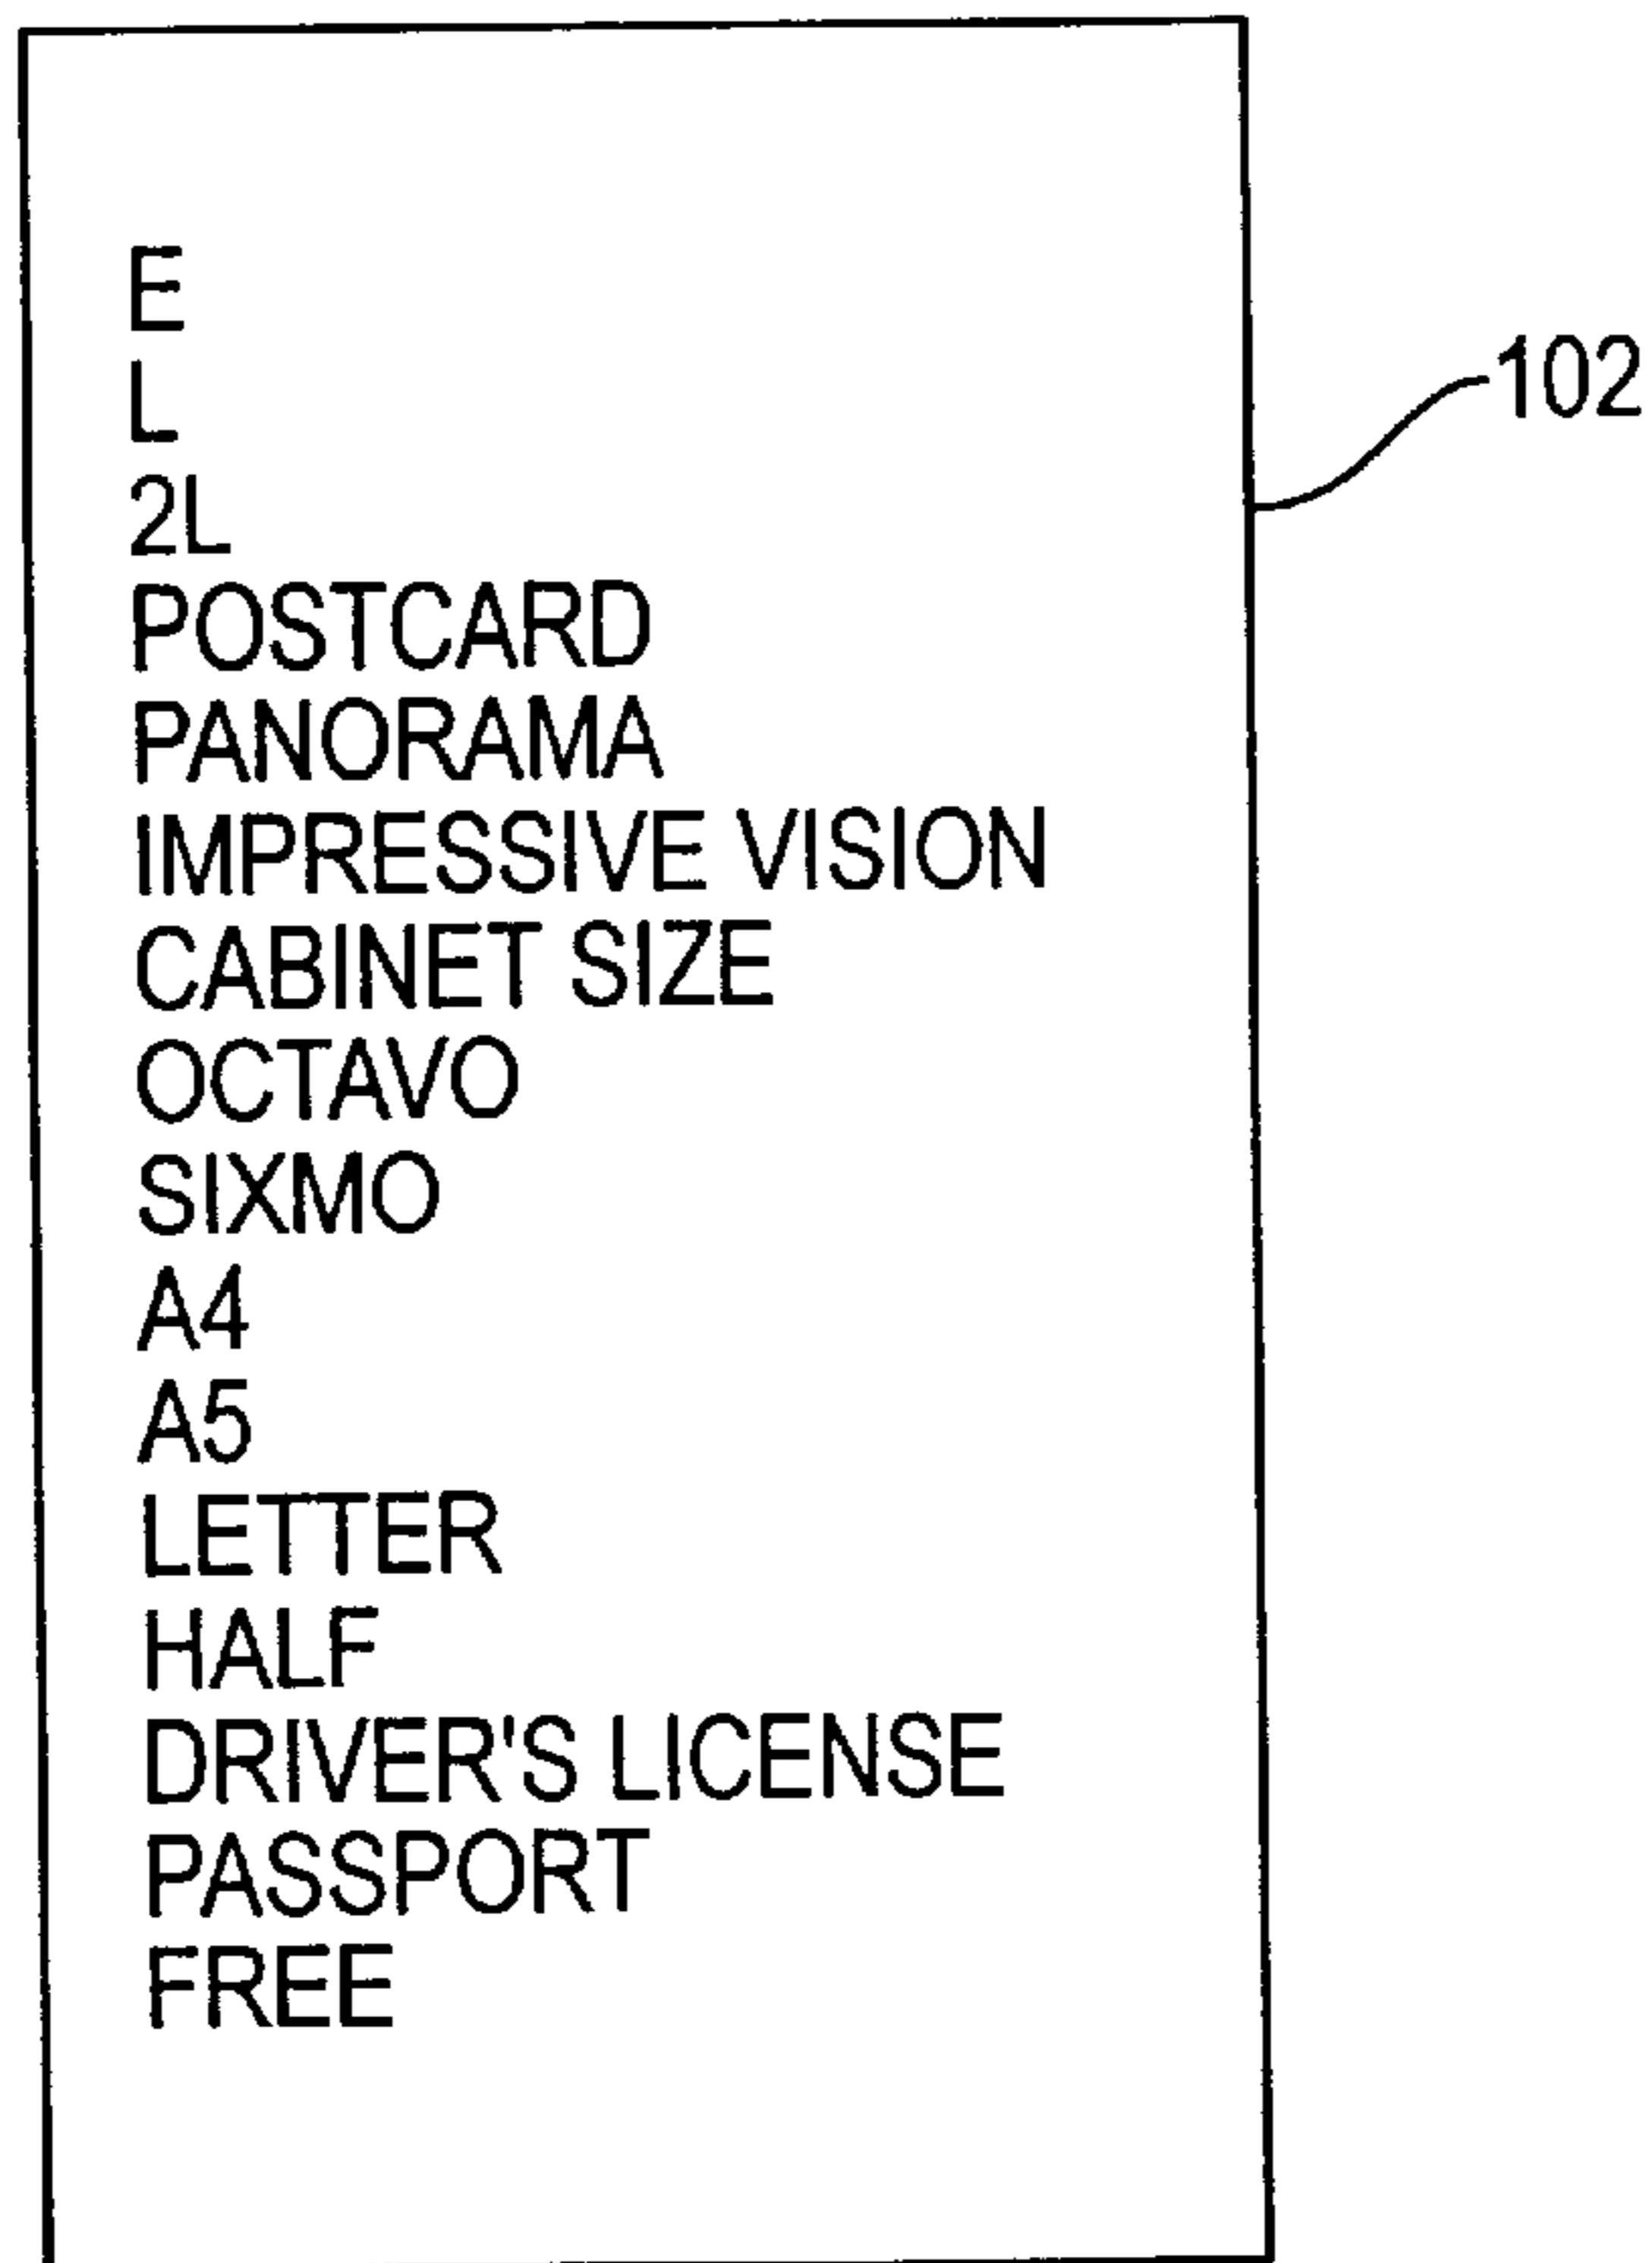 E
L
102
2L
POSTCARD
PANORAMA
IMPRESSIVE VISION
CABINET SIZE
OCTAVO
SIXMO
A4
A5
LETTER
HALF
DRIVER'S LICENSE
PASSPORT
FREE